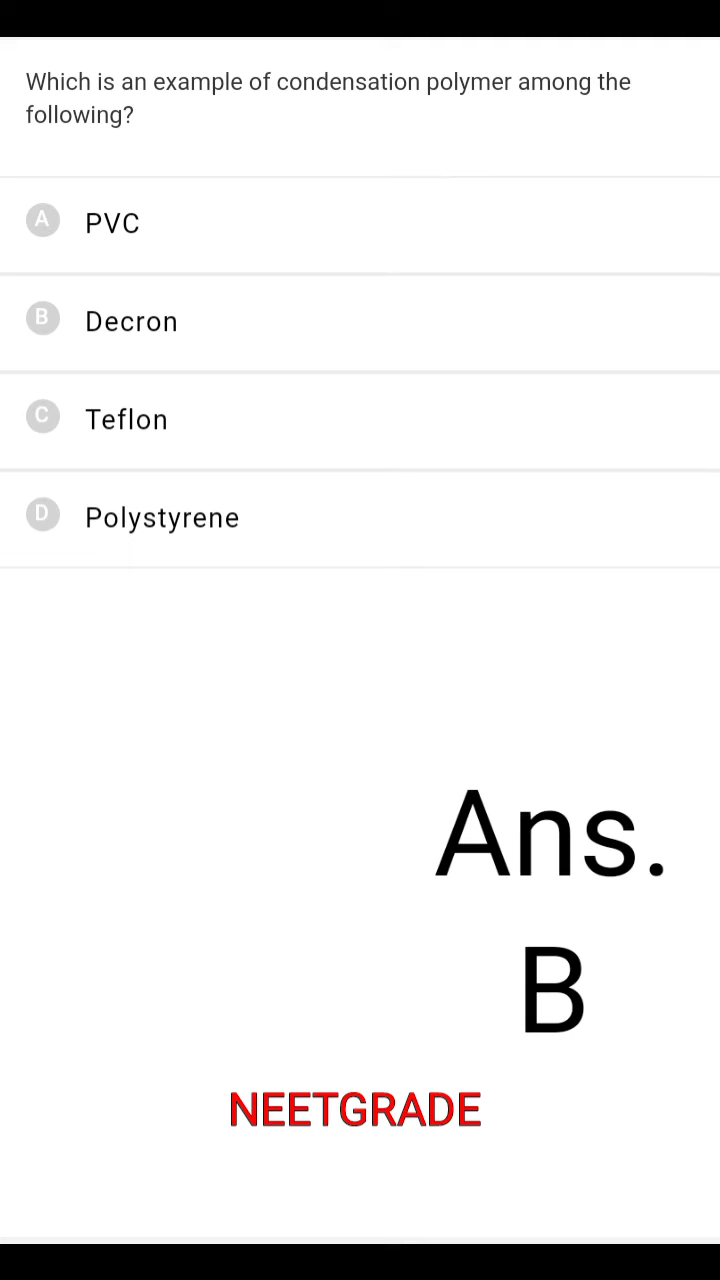 Which is an example of condensation polymer among the
following?
A PVC
B Decron
C Teflon
D Polystyrene
Ans.
B
NEETGRADE